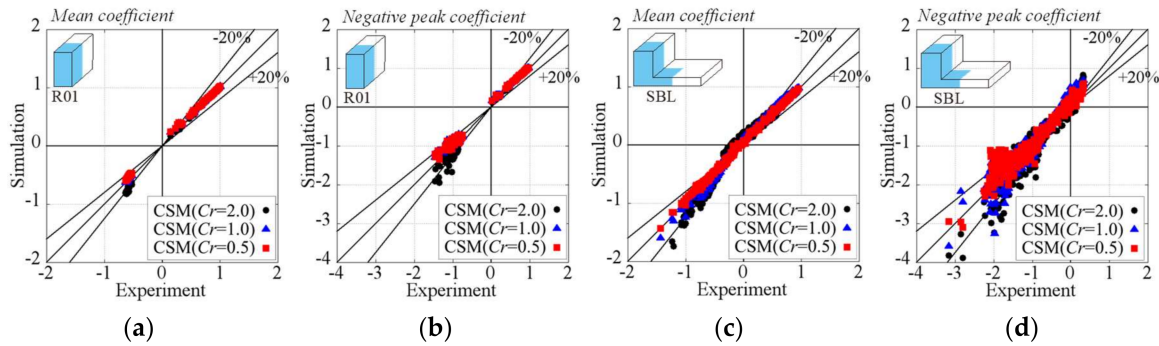 Mean coefficient
2
-20%
+20%
R01
1
0
-1
-2
Simulation
CSM(Cr=2.0)
CSM(Cr=1.0)
CSM(Cr=0.5)
-2 -1 0 1 2
Experiment
(a)
Negative peak coefficient
2
-20%
+20%
R01
1
0
-1
-2
-3
-4
Simulation
CSM(Cr=2.0)
CSM(Cr=1.0)
CSM(Cr=0.5)
-4 -3 -2 -1 0 1 2
Experiment
(b)
Mean coefficient
2
-20%
+20%
SBL
1
0
-1
-2
Simulation
CSM(Cr=2.0)
CSM(Cr=1.0)
CSM(Cr=0.5)
-2 -1 0 1 2
Experiment
(c)
Negative peak coefficient
2
-20%
+20%
SBL
1
0
-1
-2
-3
-4
Simulation
CSM(Cr=2.0)
CSM(Cr=1.0)
CSM(Cr=0.5)
-4 -3 -2 -1 0 1 2
Experiment
(d)